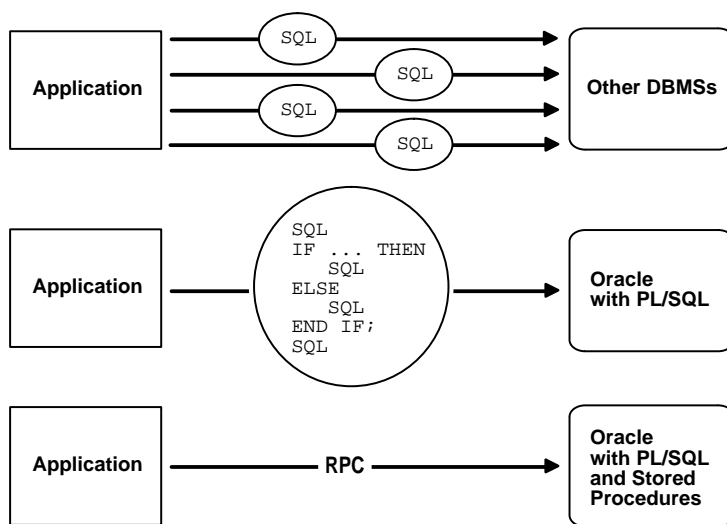 SQL
Application
SQL
Other DBMSs
SQL
SQL
Application
SQL
IF ... THEN
SQL
ELSE
SQL
END IF;
SQL
Oracle
with PL/SQL
Application
RPC
Oracle
with PL/SQL
and Stored
Procedures